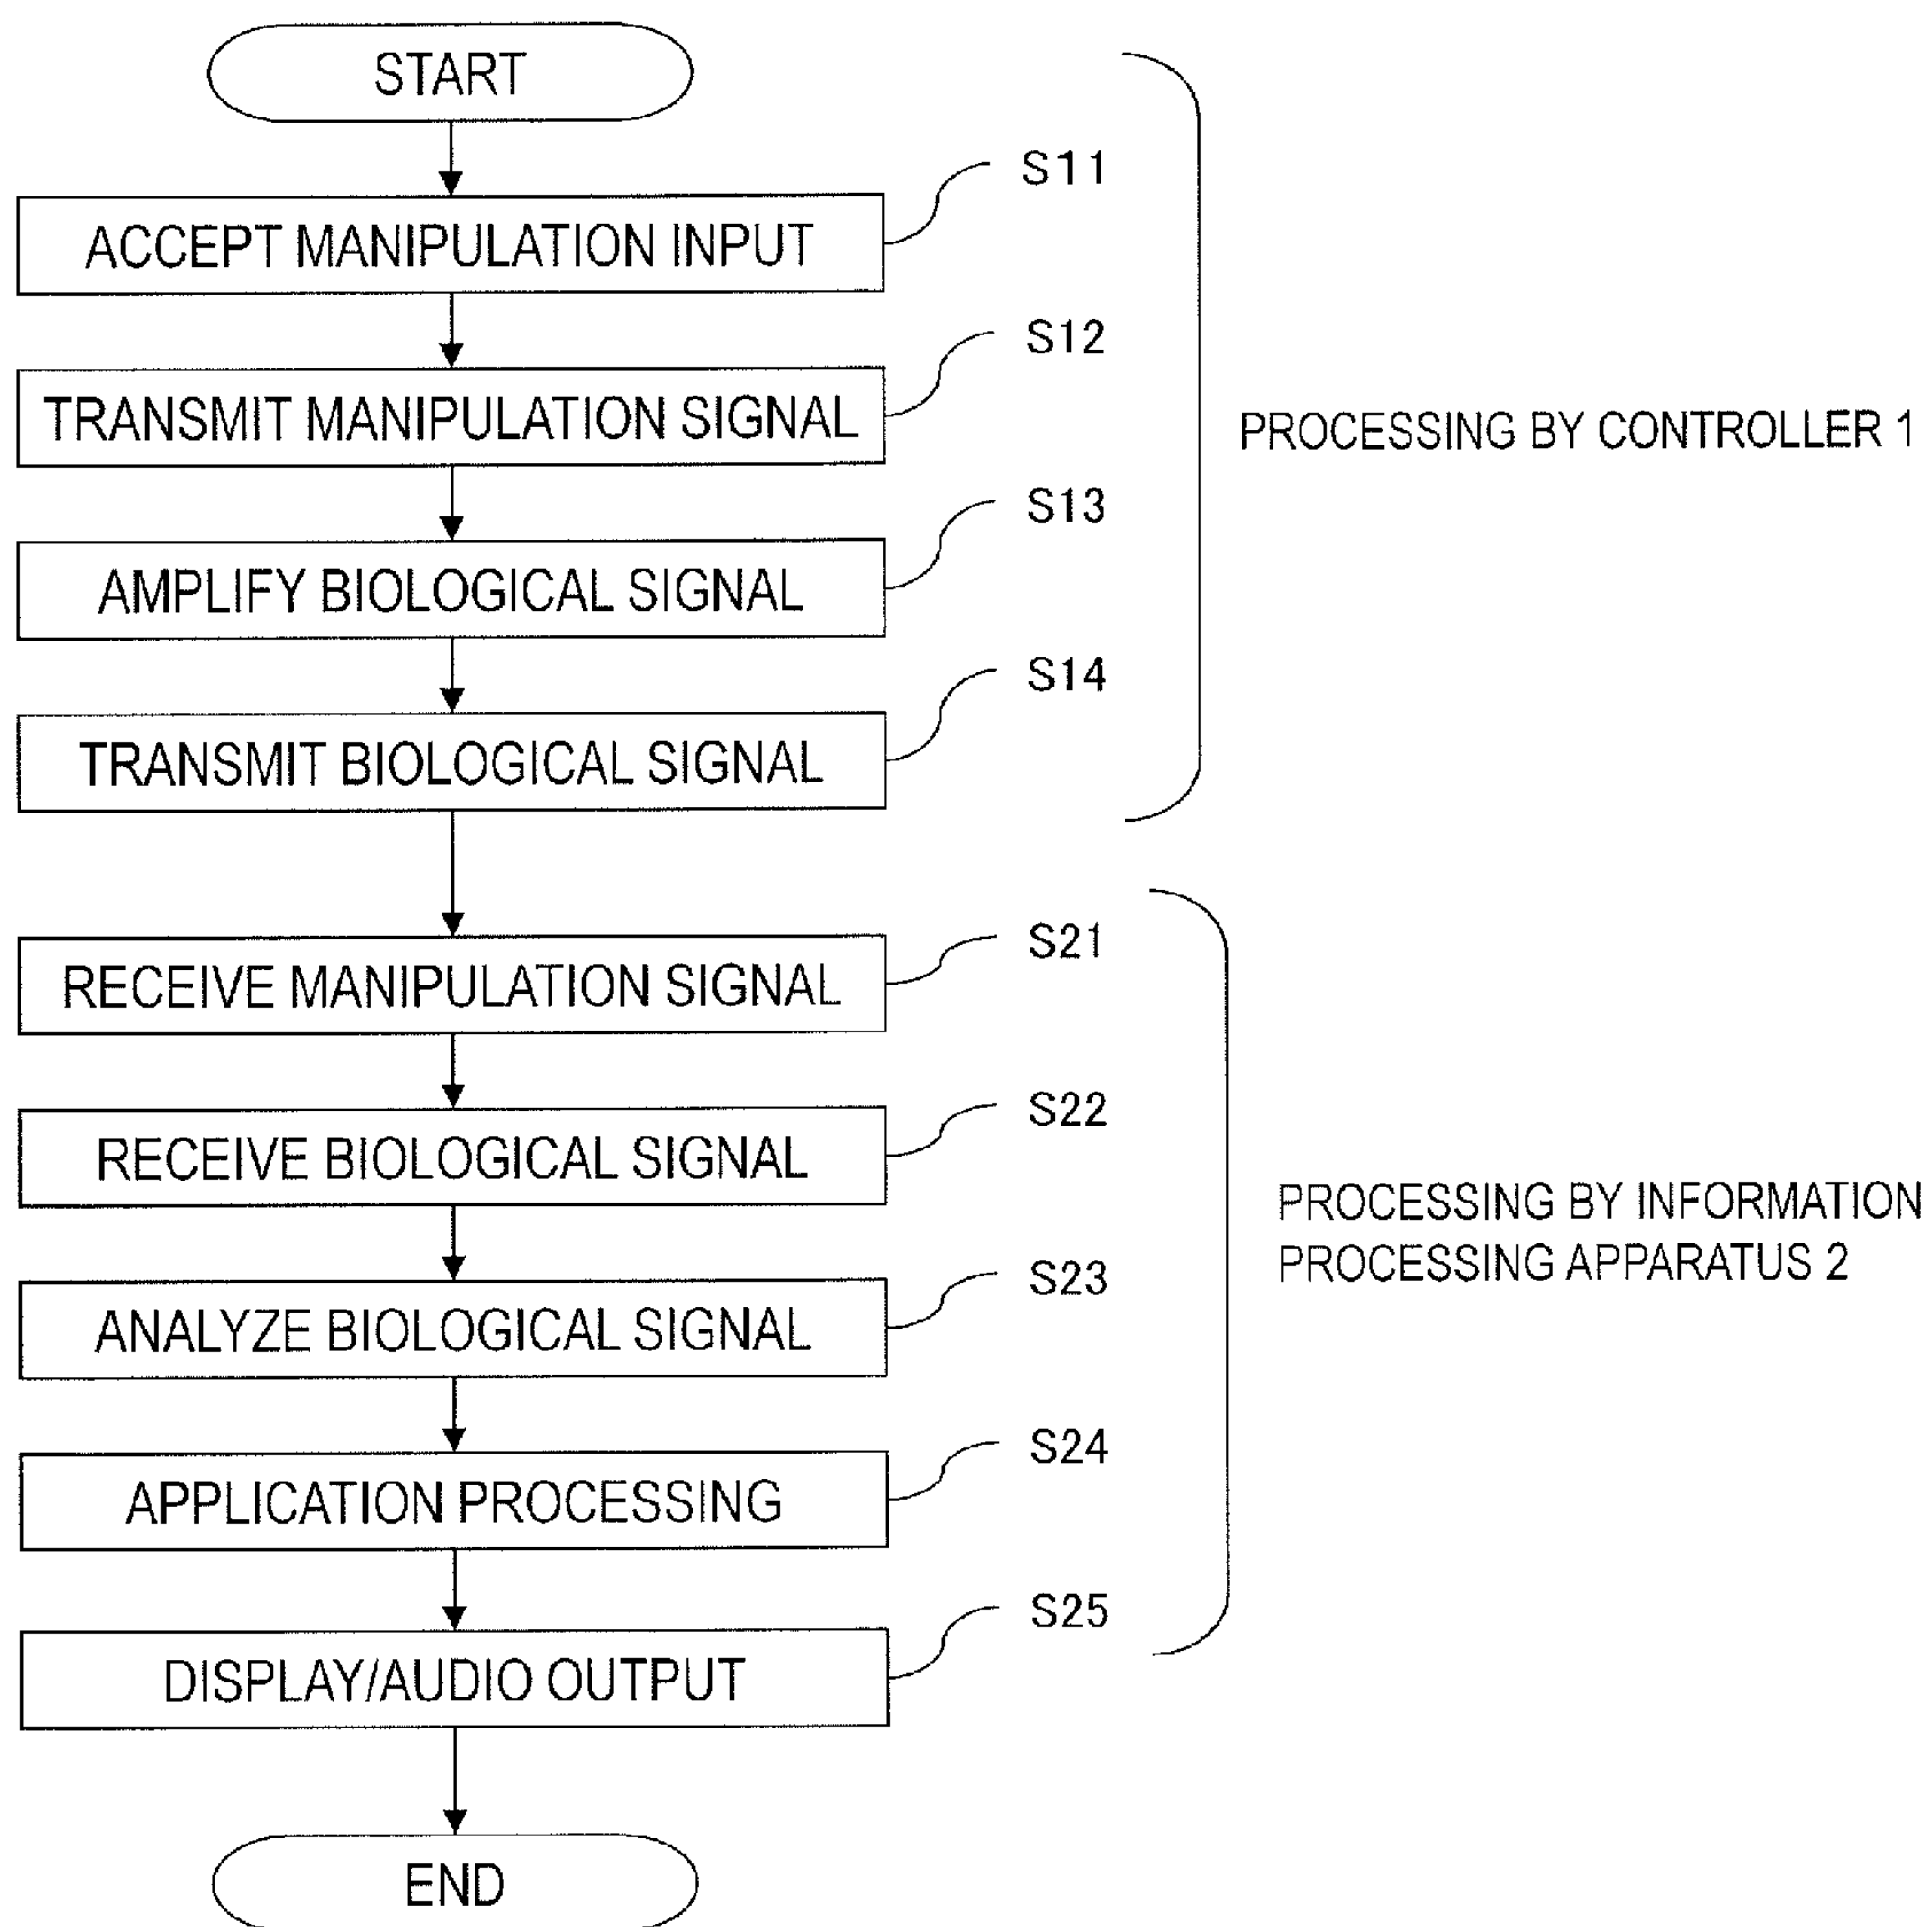 START
S11
ACCEPT MANIPULATION INPUT
S12
TRANSMIT MANIPULATION SIGNAL
PROCESSING BY CONTROLLER 1
S13
AMPLIFY BIOLOGICAL SIGNAL
S14
TRANSMIT BIOLOGICAL SIGNAL
S21
RECEIVE MANIPULATION SIGNAL
S22
RECEIVE BIOLOGICAL SIGNAL
PROCESSING BY INFORMATION
PROCESSING APPARATUS 2
S23
ANALYZE BIOLOGICAL SIGNAL
S24
APPLICATION PROCESSING
S25
DISPLAY/AUDIO OUTPUT
END